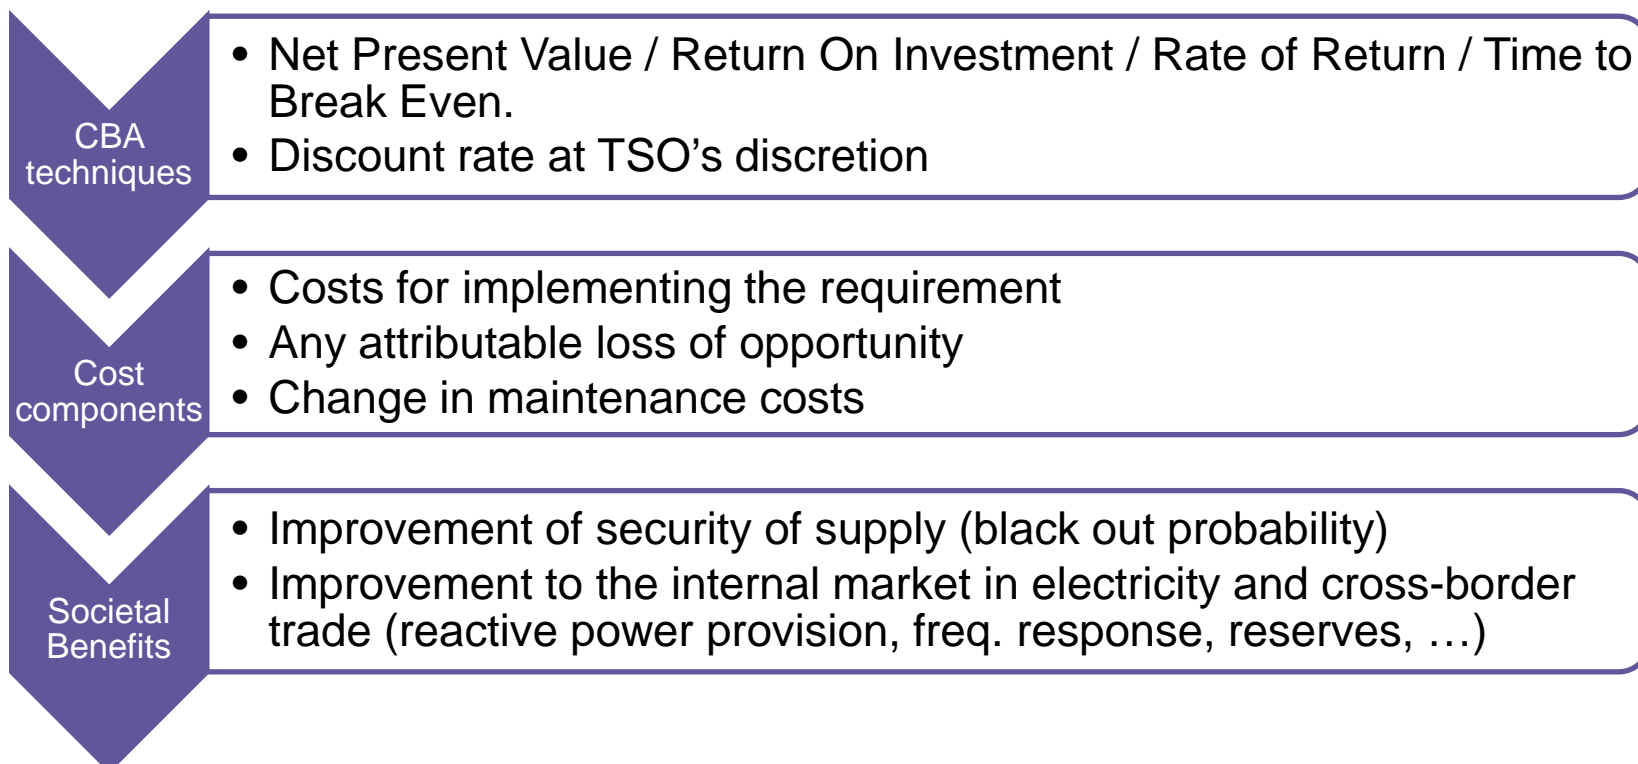 CBA
techniques
• Net Present Value / Return On Investment / Rate of Return / Time to
Break Even.
• Discount rate at TSO’s discretion
Cost
components
• Costs for implementing the requirement
• Any attributable loss of opportunity
• Change in maintenance costs
Societal
Benefits
• Improvement of security of supply (black out probability)
• Improvement to the internal market in electricity and cross-border
trade (reactive power provision, freq. response, reserves, …)